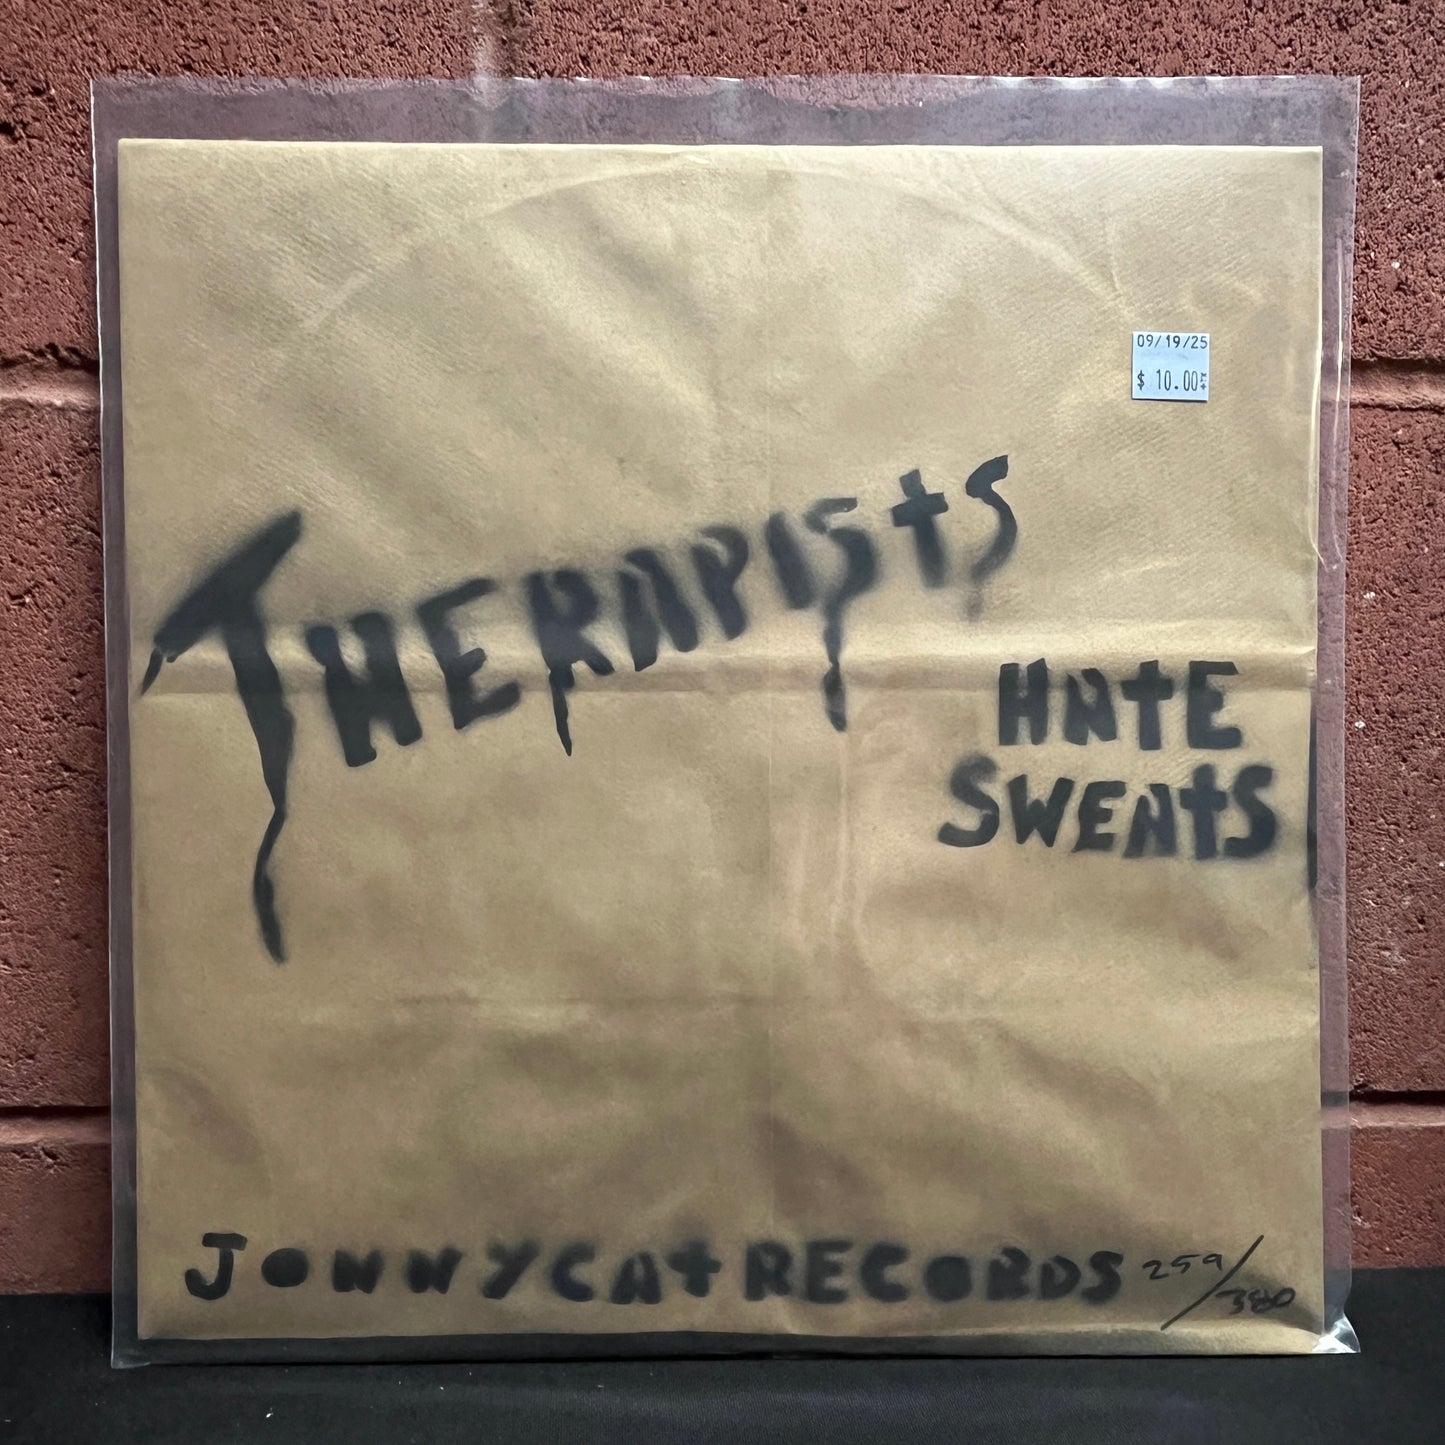 09/19/25
$ 10.00
THERAPISTS
HATE
SWEATS
JONNYCAT RECORDS 259/380